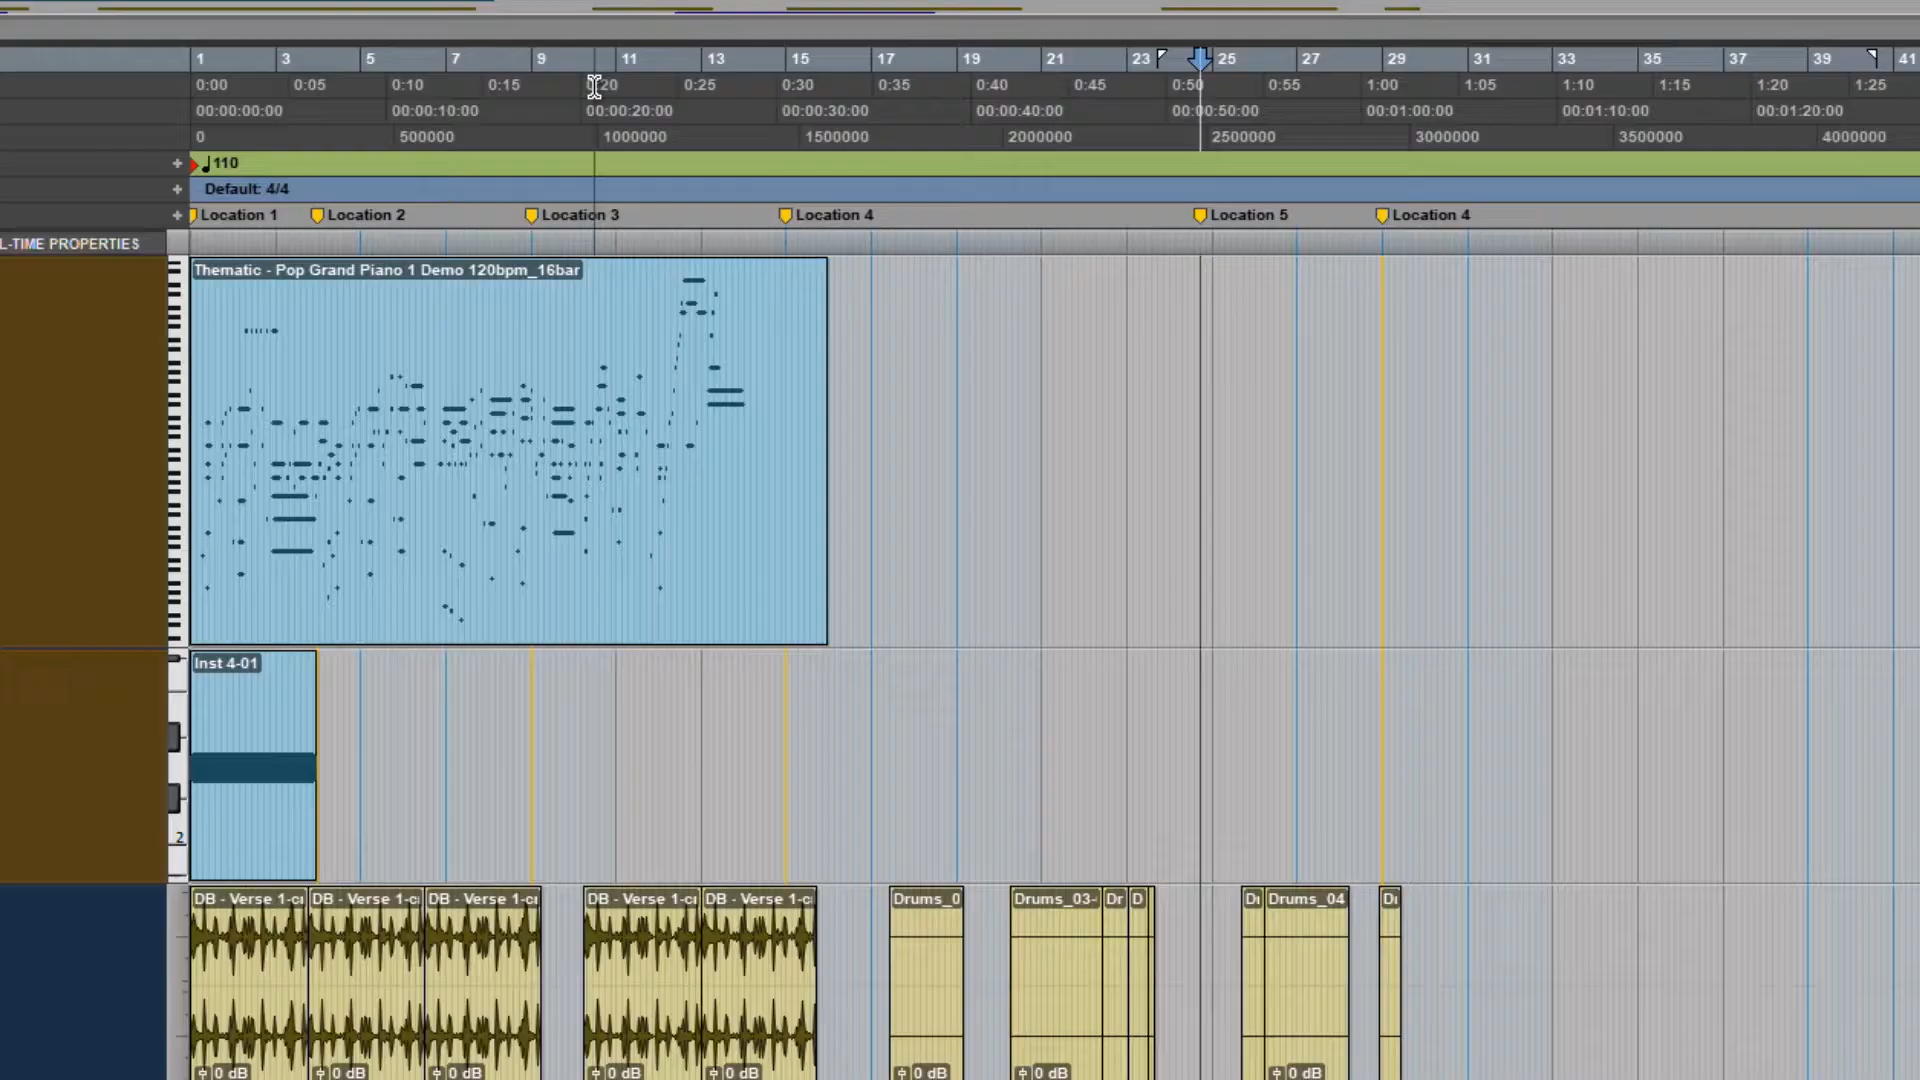 1 3 5 7 9 11 13 15 17 19 21 23 25 27 29 31 33 35 37 39 41
0:00 0:05 0:10 0:15 0:20 0:25 0:30 0:35 0:40 0:45 0:50 0:55 1:00 1:05 1:10 1:15 1:20 1:25
00:00:00:00 00:00:10:00 00:00:20:00 00:00:30:00 00:00:40:00 00:00:50:00 00:01:00:00 00:01:10:00 00:01:20:00
0 500000 1000000 1500000 2000000 2500000 3000000 3500000 4000000
+ 110
+ Default: 4/4
+ Location 1 Location 2 Location 3 Location 4 Location 5 Location 4
L-TIME PROPERTIES
Thematic - Pop Grand Piano 1 Demo 120bpm_16bar
Inst 4-01
2
DB - Verse 1-c DB - Verse 1-c DB - Verse 1-c DB - Verse 1-c DB - Verse 1-c Drums_0 Drums_03- Dr D Dr Drums_04 Dr
0 dB 0 dB 0 dB 0 dB 0 dB 0 dB 0 dB 0 dB